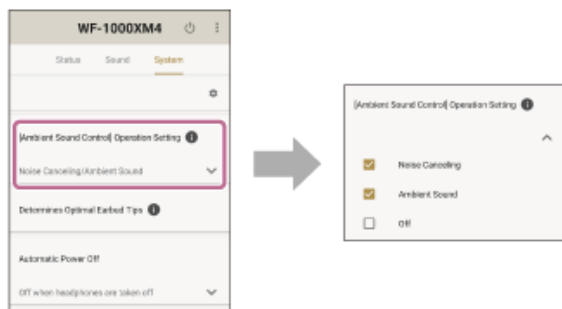 WF-1000XM4
Status Sound System
[Ambient Sound Control] Operation Setting
Noise Canceling/Ambient Sound
Determines Optimal Earbud Tips
Automatic Power Off
Off when headphones are taken off
[Ambient Sound Control] Operation Setting
Noise Canceling
Ambient Sound
Off